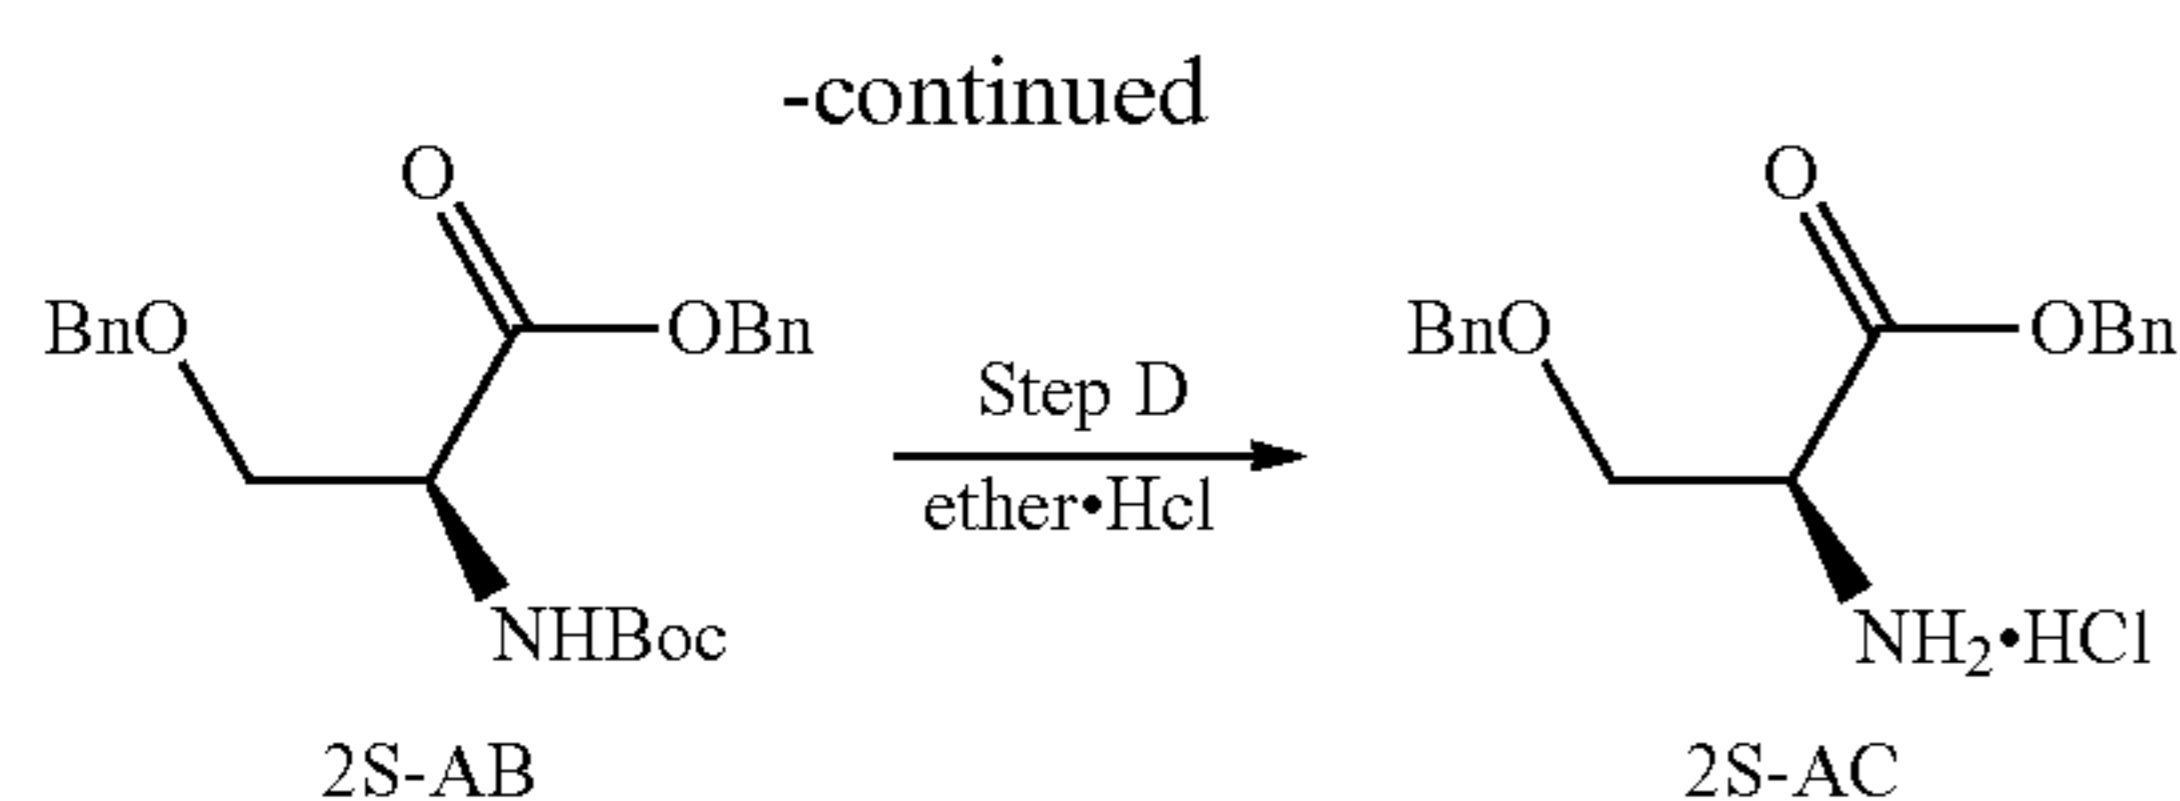 -continued
O
O
BnO
OBn
BnO
OBn
Step D
ether•Hcl
NHBoc
NH₂•HCl
2S-AB
2S-AC